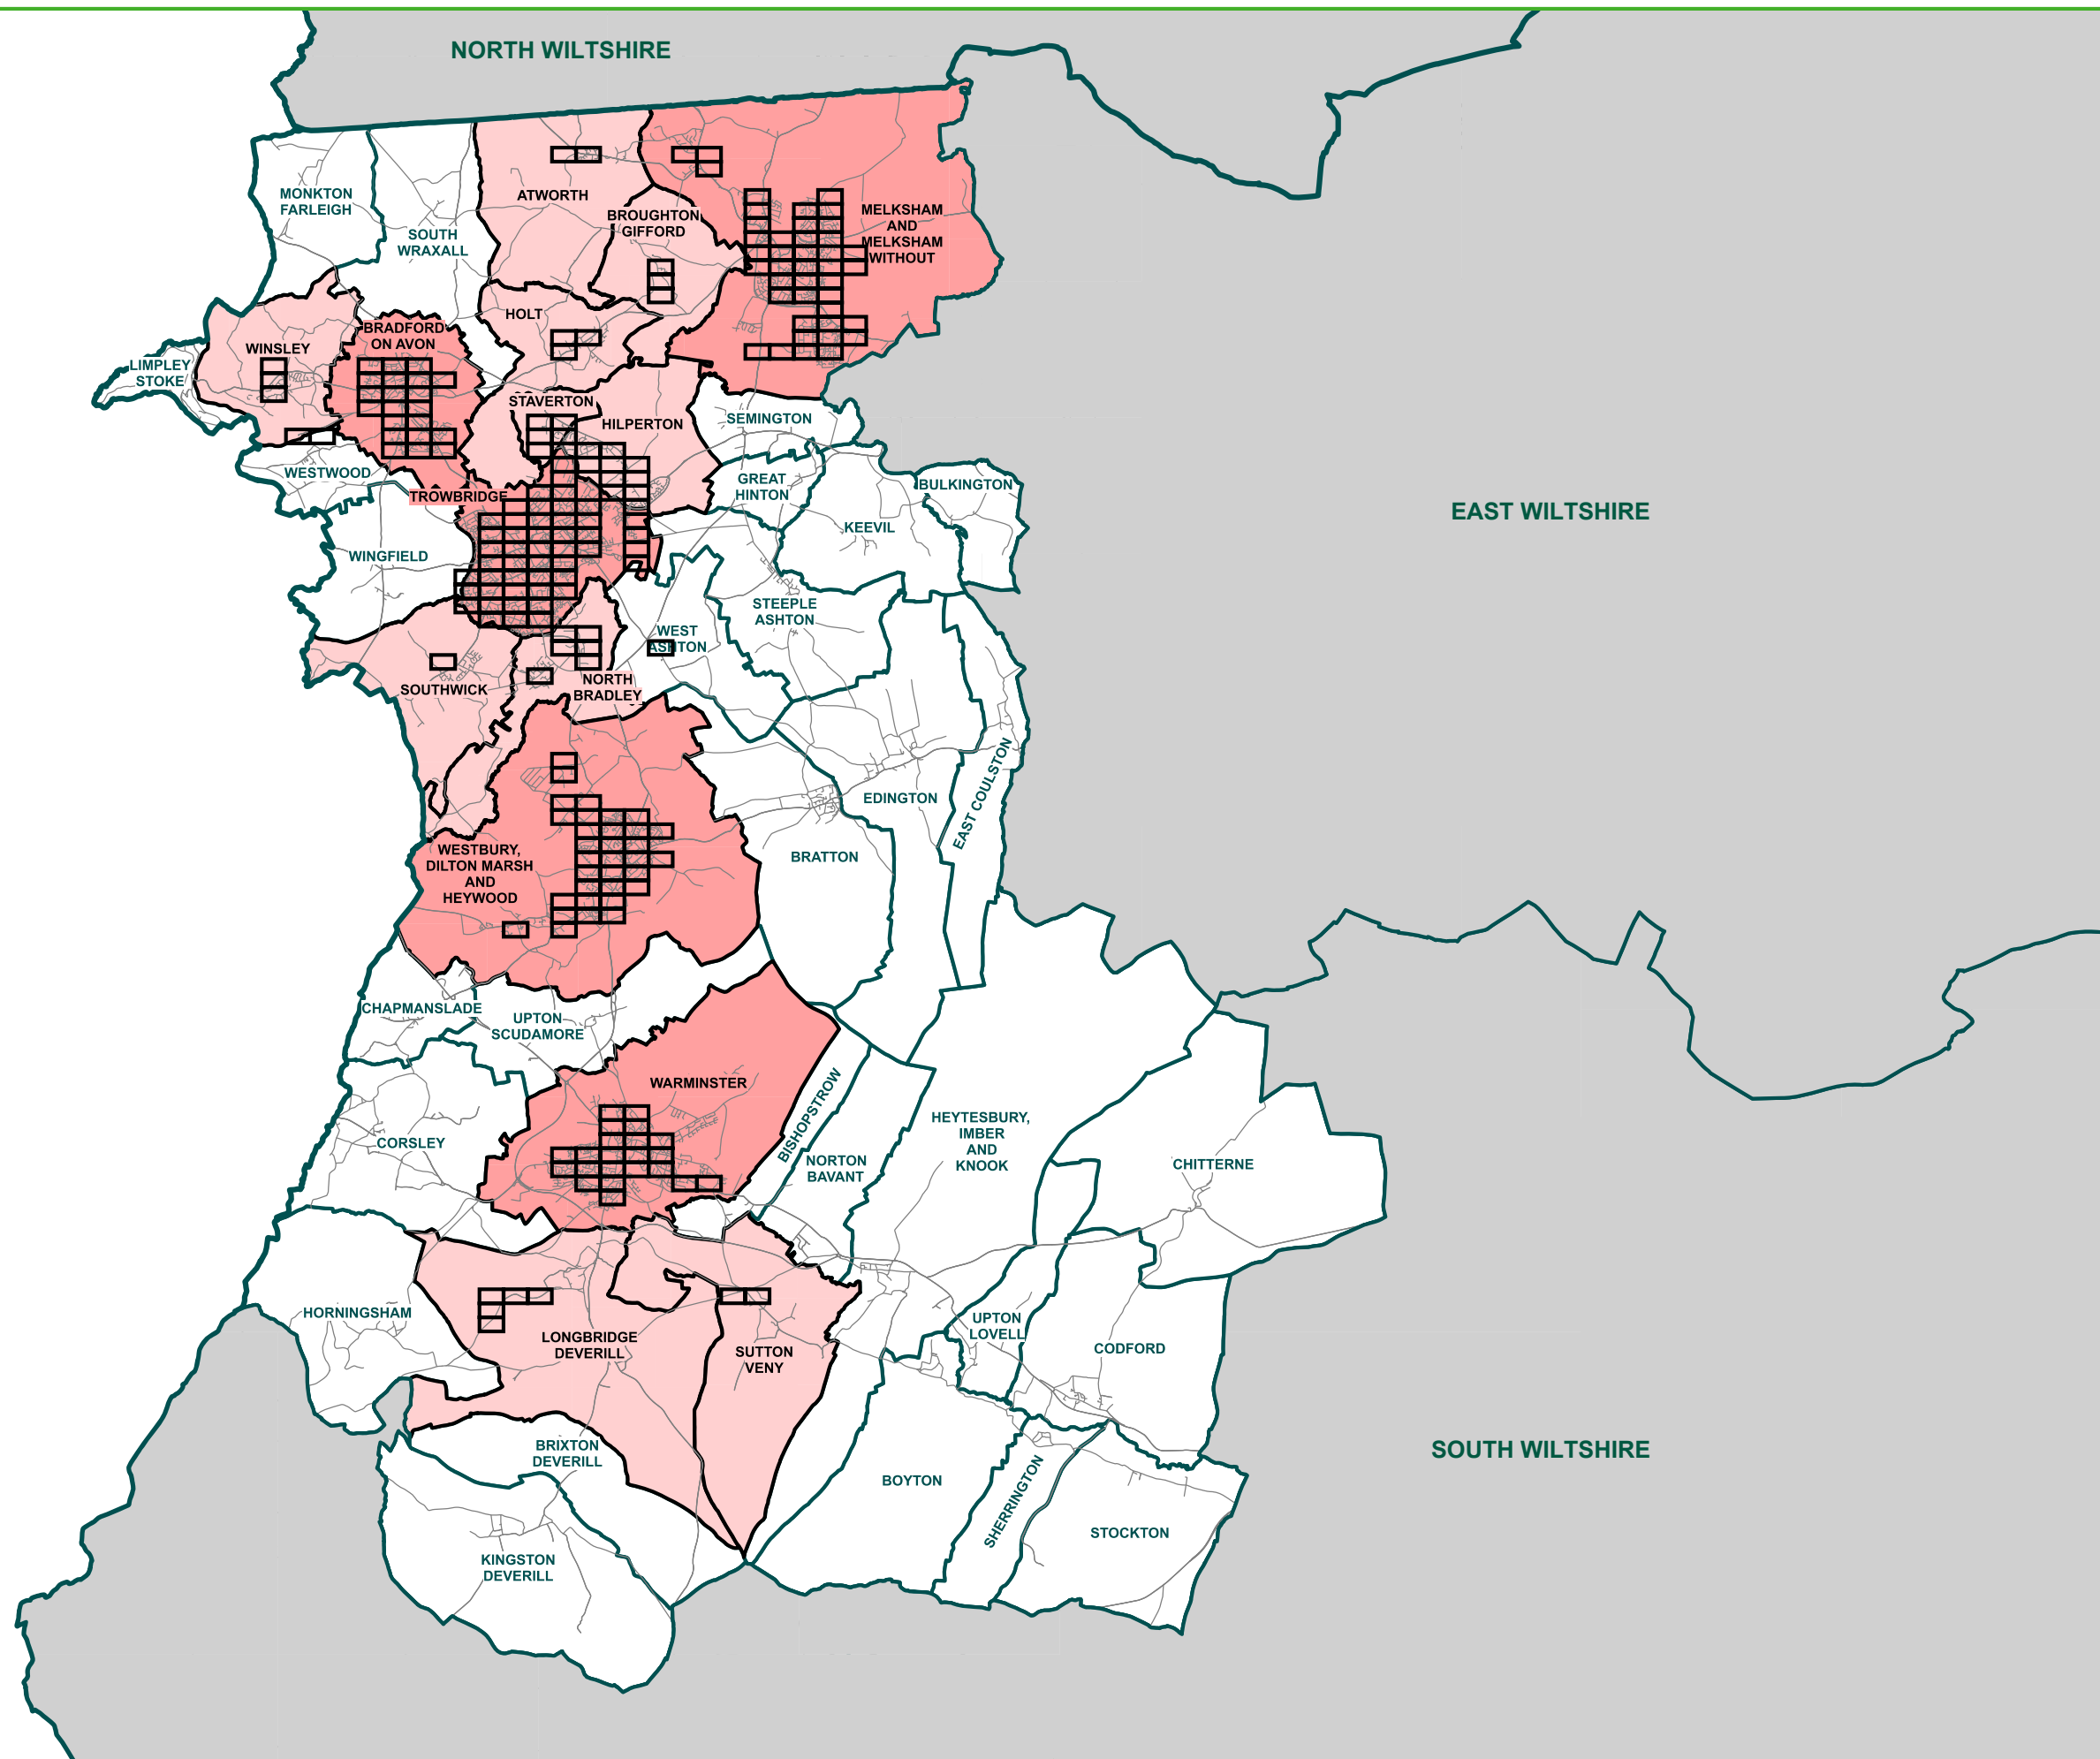 NORTH WILTSHIRE
MONKTON
FARLEIGH
SOUTH
WRAXALL
ATWORTH
BROUGHTON
GIFFORD
MELKSHAM
AND
MELKSHAM
WITHOUT
HOLT
BRADFORD
ON AVON
WINSLEY
LIMPLEY
STOKE
STAVERTON
HILPERTON
SEMINGTON
WESTWOOD
GREAT
HINTON
BULKINGTON
TROWBRIDGE
KEEVIL
EAST WILTSHIRE
WINGFIELD
STEEPLE
ASHTON
WEST
ASHTON
SOUTHWICK
NORTH
BRADLEY
EDINGTON
EAST COULSTON
WESTBURY,
DILTON MARSH
AND
HEYWOOD
BRATTON
CHAPMANSLADE
UPTON
SCUDAMORE
WARMINSTER
BISHOPSTROW
HEYTESBURY,
IMBER
AND
KNOOK
CORSLEY
NORTON
BAVANT
CHITTERNE
HORNINGSHAM
LONGBRIDGE
DEVERILL
SUTTON
VENY
UPTON
LOVELL
CODFORD
BRIXTON
DEVERILL
SOUTH WILTSHIRE
BOYTON
SHERRINGTON
STOCKTON
KINGSTON
DEVERILL